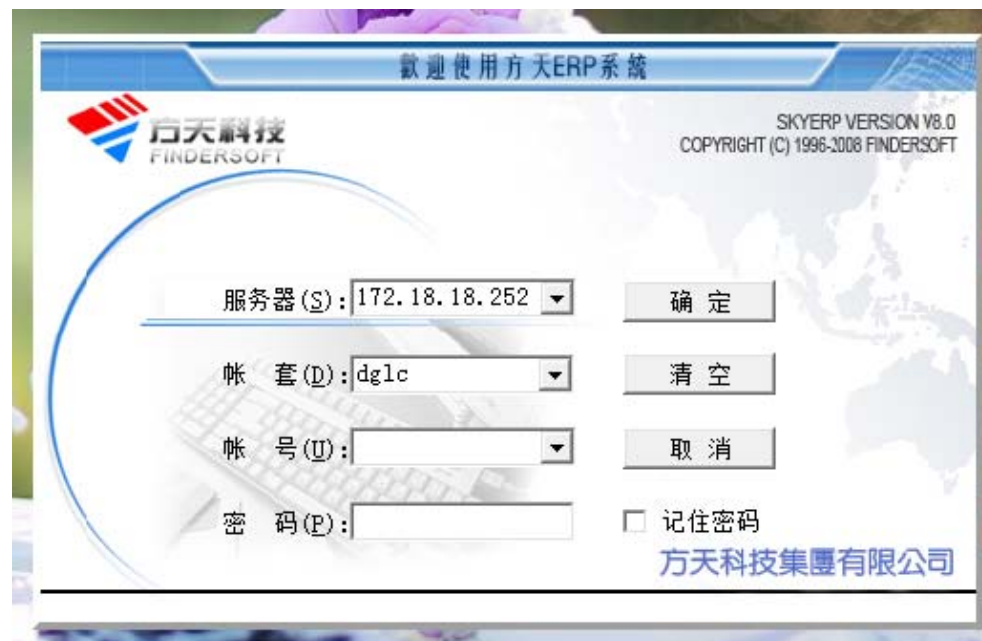 歡迎使用方天ERP系統
方天科技
FINDERSOFT
SKYERP VERSION V8.0
COPYRIGHT (C) 1996-2008 FINDERSOFT
服务器(S): 172.18.18.252 确 定
帐 套(D): dglc 清 空
帐 号(U): 取 消
密 码(P): 记住密码
方天科技集團有限公司